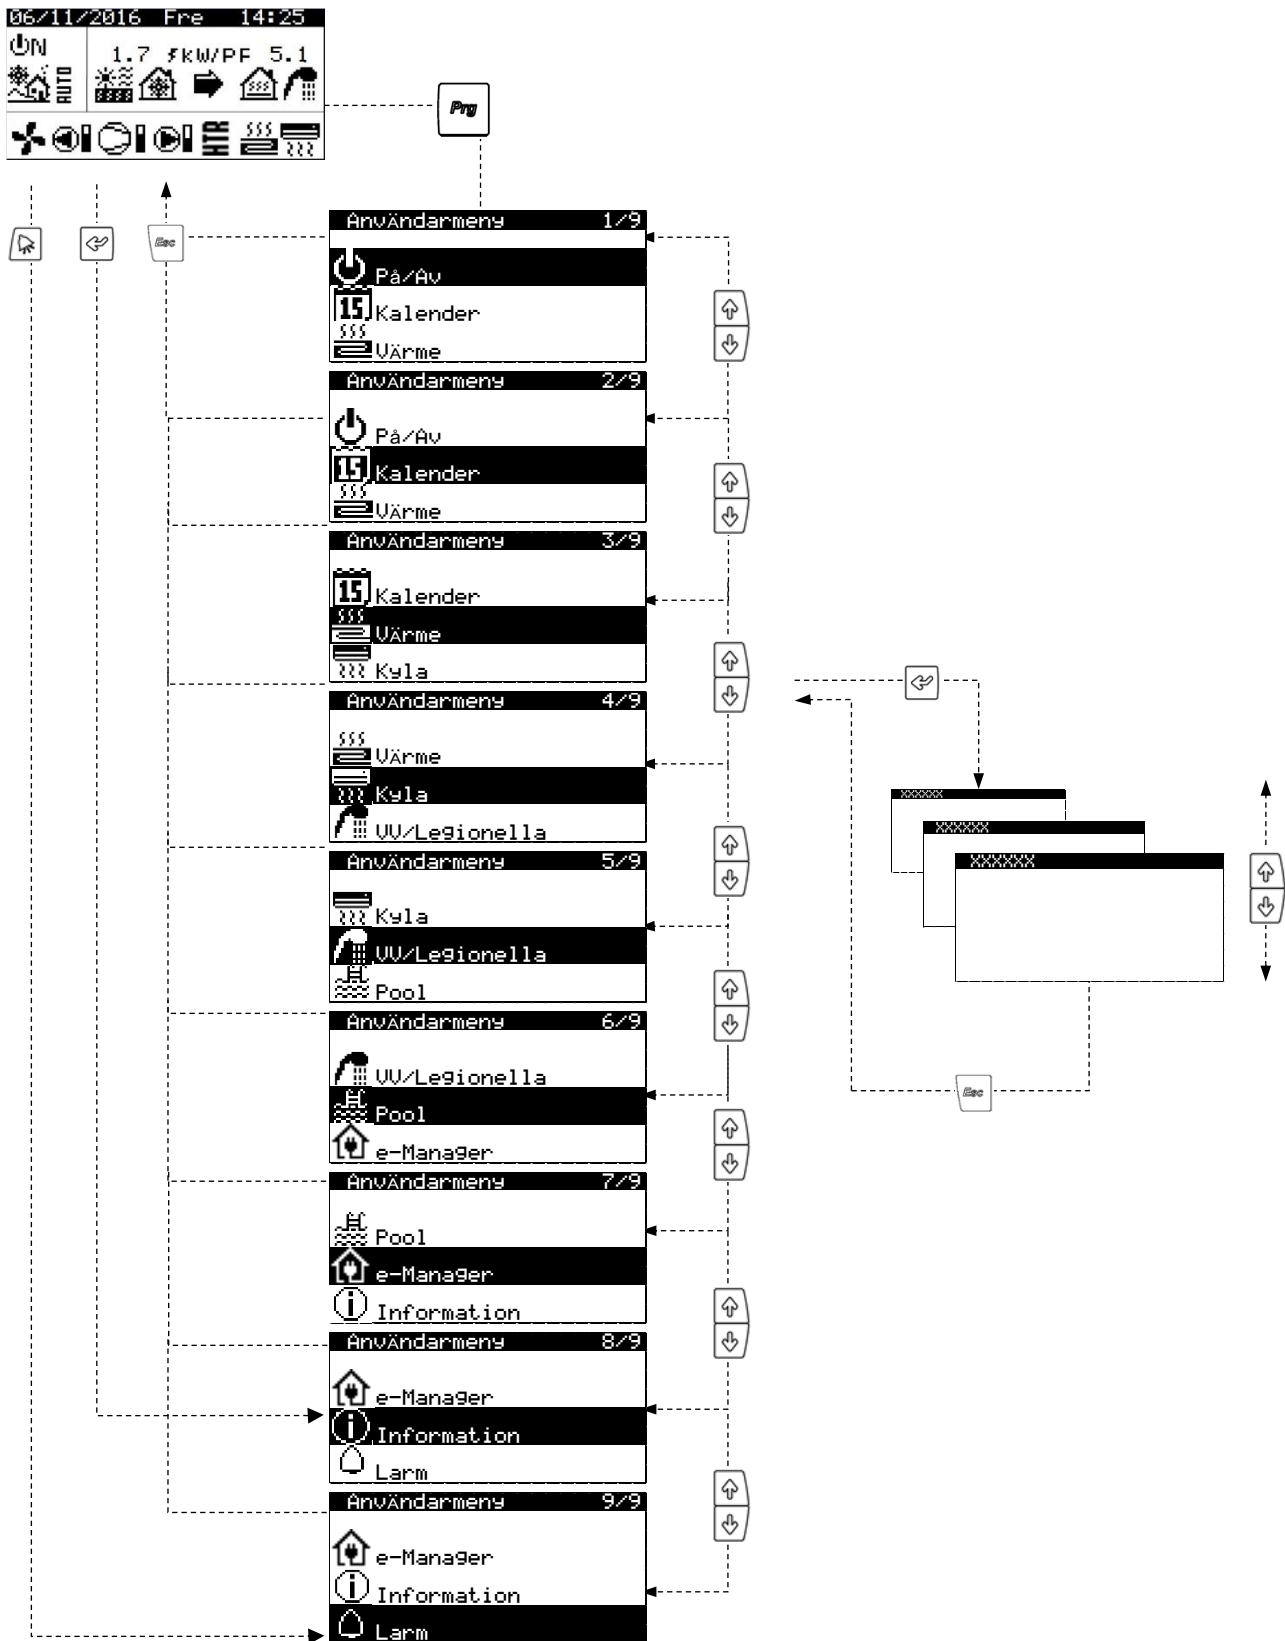 06/11/2016 Fre 14:25
ON
1.7 kW/PF 5.1
AUTO
HTR
Prg
Esc
Användarmeny 1/9
På/Av
15 Kalender
Värme
Användarmeny 2/9
På/Av
15 Kalender
Värme
Användarmeny 3/9
15 Kalender
Värme
Kyla
Användarmeny 4/9
Värme
Kyla
VV/Legionella
Användarmeny 5/9
Kyla
VV/Legionella
Pool
Användarmeny 6/9
VV/Legionella
Pool
e-Manager
Användarmeny 7/9
Pool
e-Manager
i Information
Användarmeny 8/9
e-Manager
i Information
Larm
Användarmeny 9/9
e-Manager
i Information
Larm
XXXXXX
XXXXXX
XXXXXX
Esc